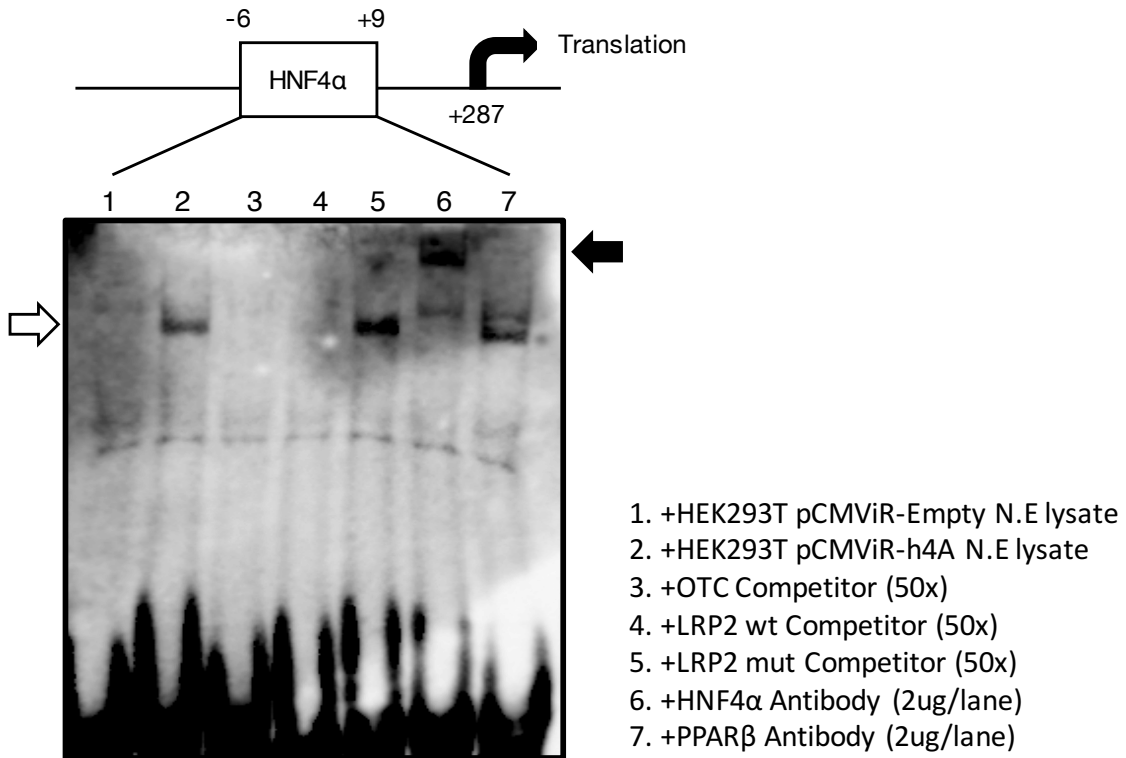 -6 +9
Translation
HNF4α
+287
1 2 3 4 5 6 7
1. +HEK293T pCMViR-Empty N.E lysate
2. +HEK293T pCMViR-h4A N.E lysate
3. +OTC Competitor (50x)
4. +LRP2 wt Competitor (50x)
5. +LRP2 mut Competitor (50x)
6. +HNF4α Antibody (2ug/lane)
7. +PPARβ Antibody (2ug/lane)